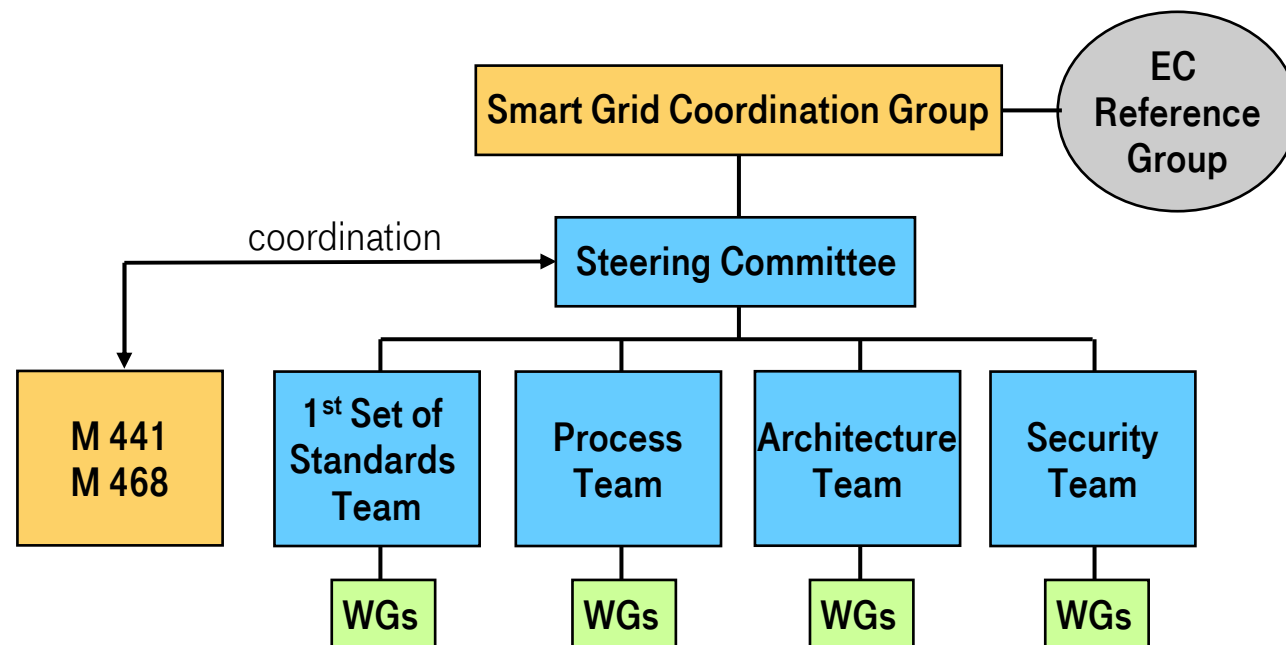 EC
Reference
Group
Smart Grid Coordination Group
coordination
Steering Committee
M 441
M 468
1st Set of
Standards
Team
Process
Team
Architecture
Team
Security
Team
WGs
WGs
WGs
WGs